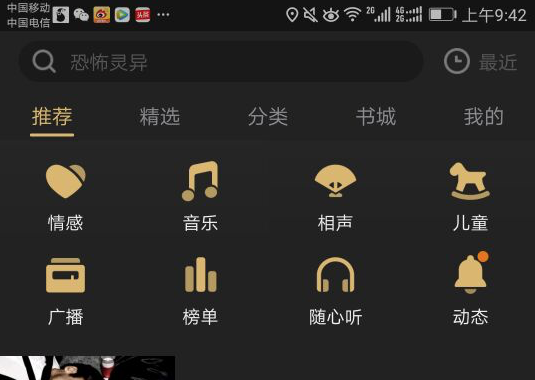 中国移动
中国电信
2G 4G 2G 上午9:42
恐怖灵异 最近
推荐 精选 分类 书城 我的
情感 音乐 相声 儿童
广播 榜单 随心听 动态